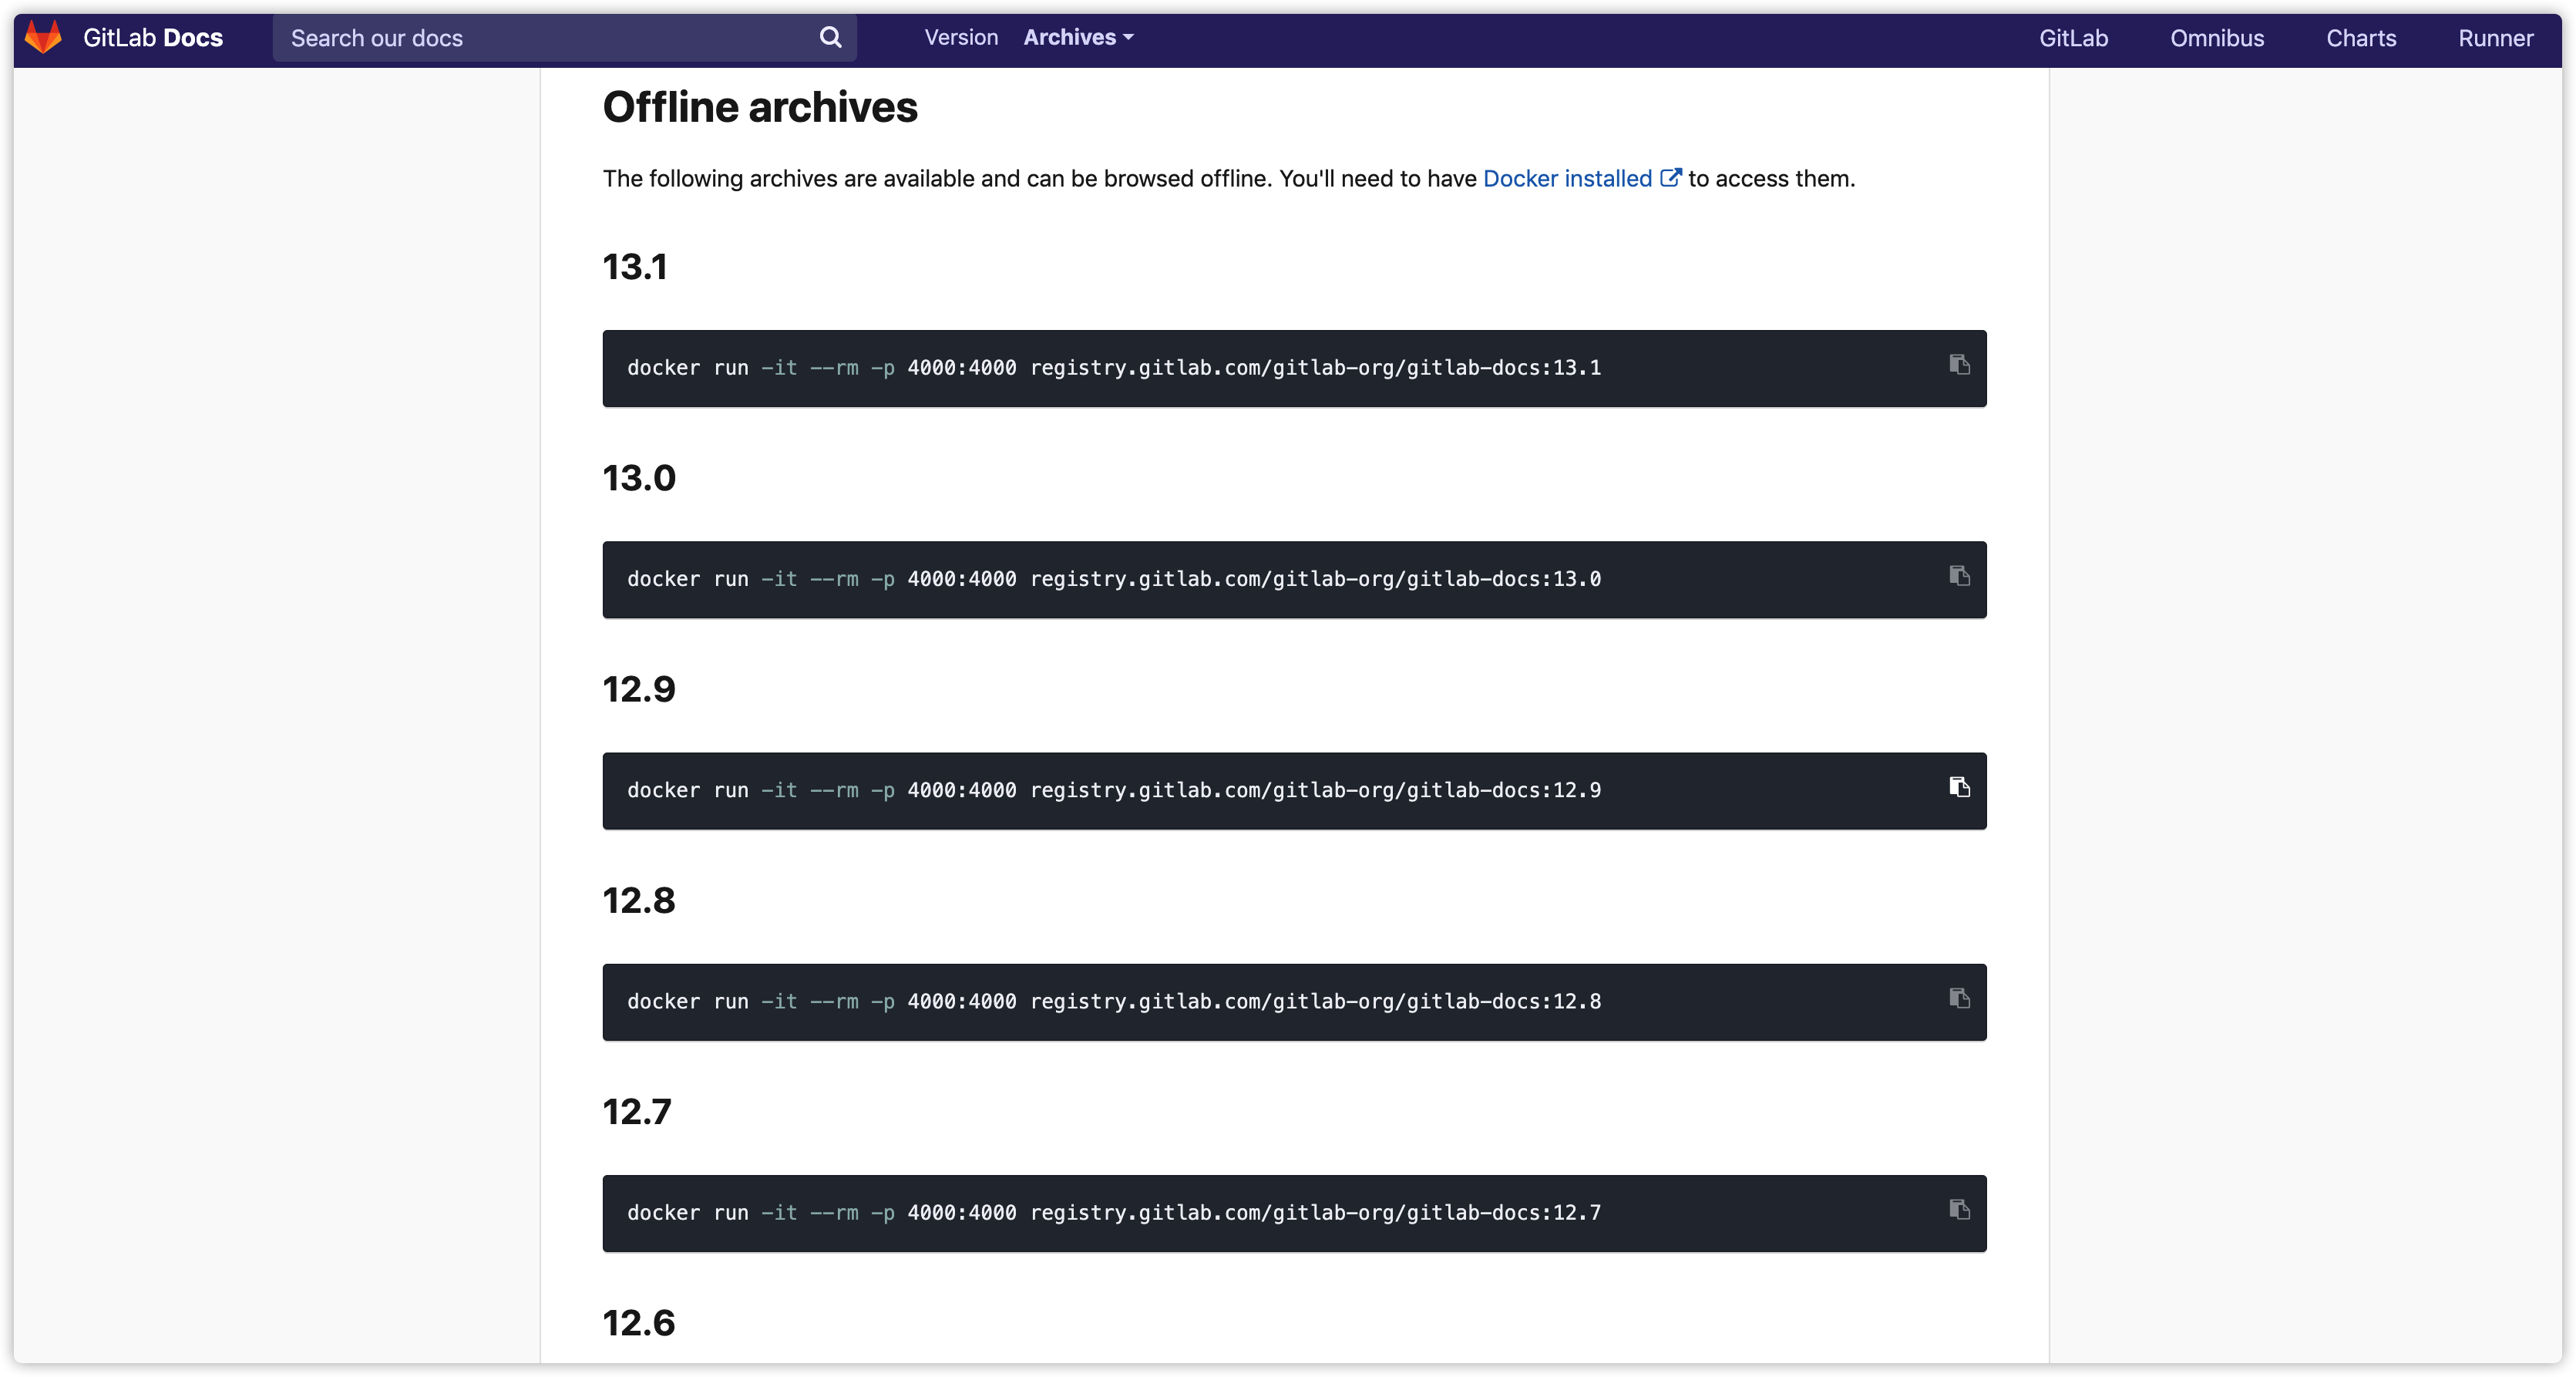 GitLab Docs Search our docs Version Archives GitLab Omnibus Charts Runner
Offline archives
The following archives are available and can be browsed offline. You'll need to have Docker installed to access them.
13.1
docker run -it --rm -p 4000:4000 registry.gitlab.com/gitlab-org/gitlab-docs:13.1
13.0
docker run -it --rm -p 4000:4000 registry.gitlab.com/gitlab-org/gitlab-docs:13.0
12.9
docker run -it --rm -p 4000:4000 registry.gitlab.com/gitlab-org/gitlab-docs:12.9
12.8
docker run -it --rm -p 4000:4000 registry.gitlab.com/gitlab-org/gitlab-docs:12.8
12.7
docker run -it --rm -p 4000:4000 registry.gitlab.com/gitlab-org/gitlab-docs:12.7
12.6